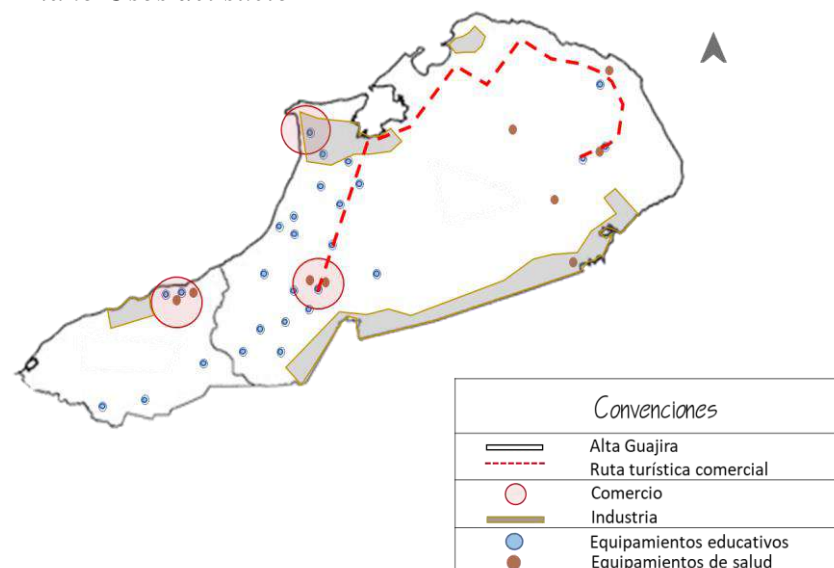 Convenciones
Alta Guajira
Ruta turística comercial
Comercio
Industria
Equipamientos educativos
Equipamientos de salud